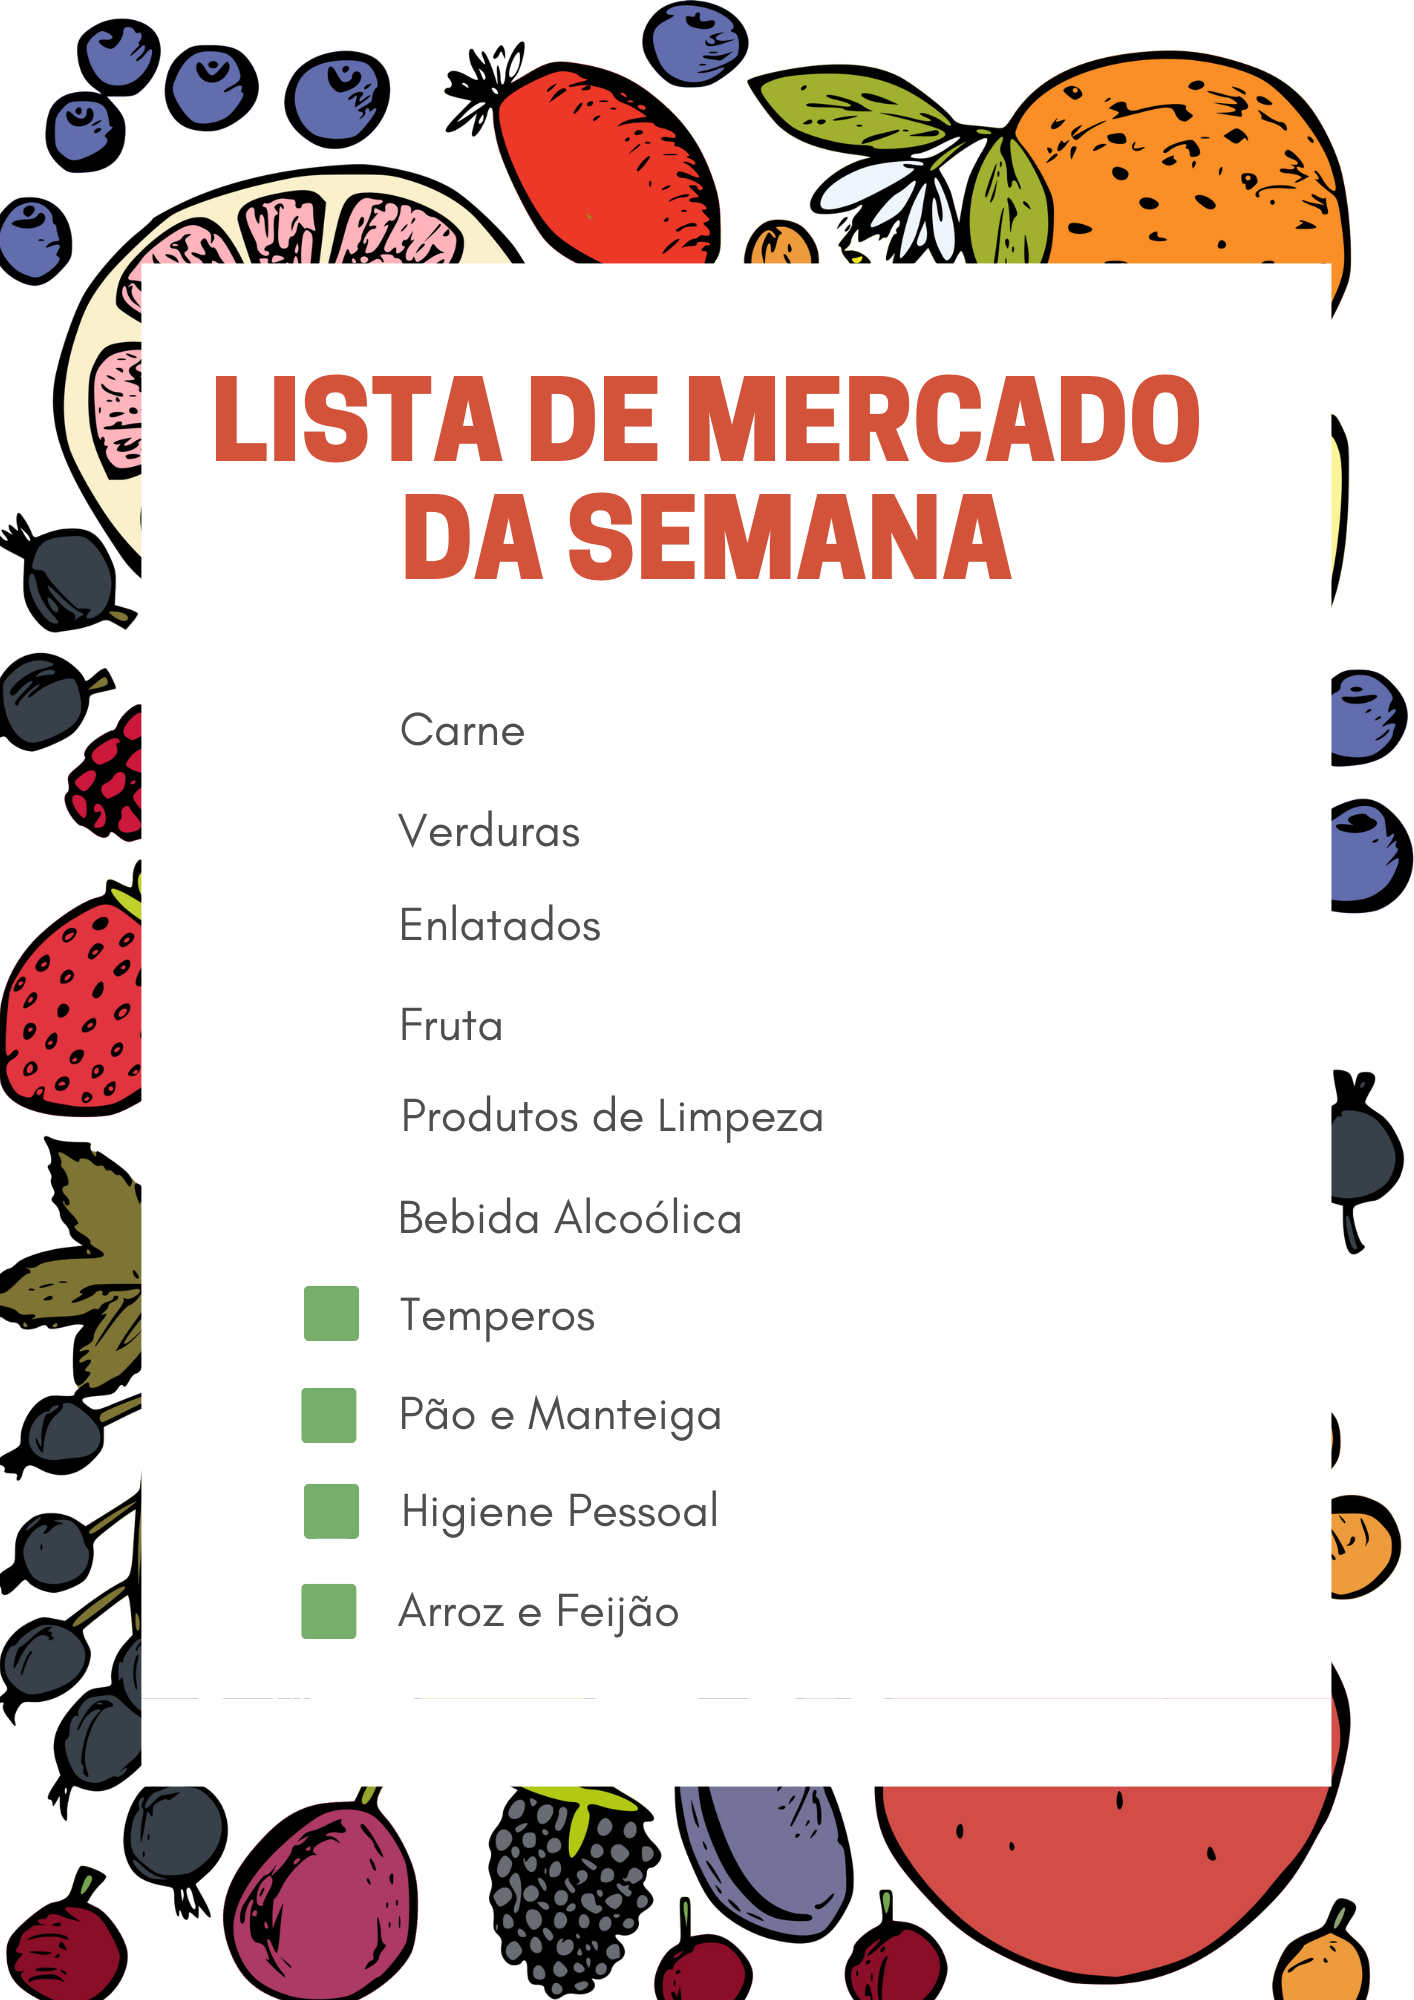 LISTA DE MERCADO
DA SEMANA
Carne
Verduras
Enlatados
Fruta
Produtos de Limpeza
Bebida Alcoólica
Temperos
Pão e Manteiga
Higiene Pessoal
Arroz e Feijão